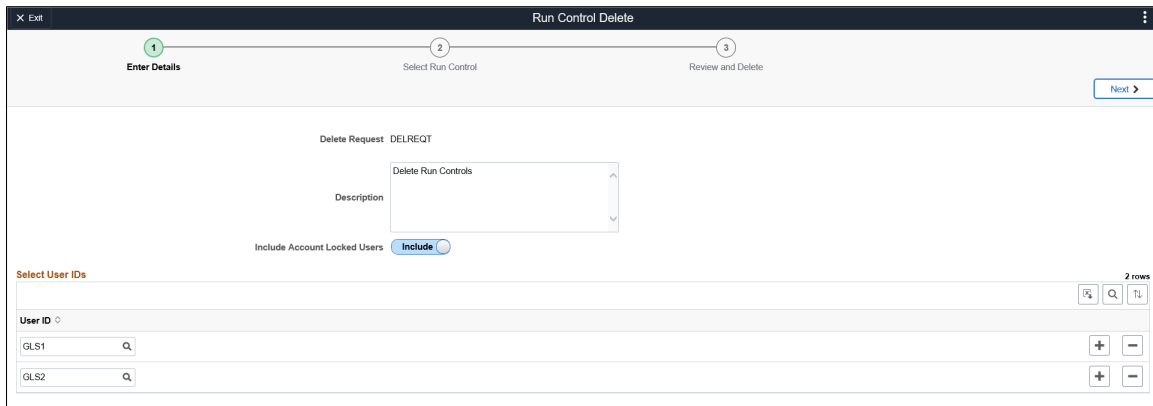 × Exit
Run Control Delete
1
2
3
Enter Details
Select Run Control
Review and Delete
Next
Delete Request DELREQT
Description
Delete Run Controls
Include Account Locked Users Include
Select User IDs
2 rows
User ID
GLS1
GLS2